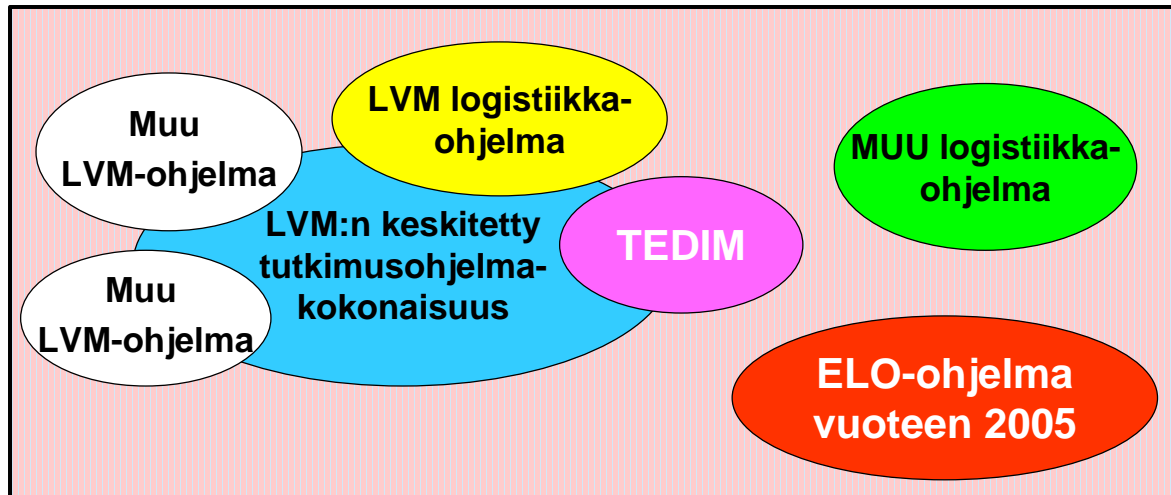 Muu
LVM-ohjelma
LVM logistiikka-
ohjelma
MUU logistiikka-
ohjelma
LVM:n keskitetty
tutkimusohjelma-
kokonaisuus
TEDIM
Muu
LVM-ohjelma
ELO-ohjelma
vuoteen 2005